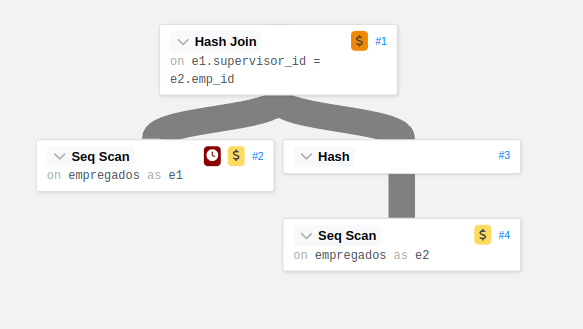 Hash Join $ #1
on e1.supervisor_id =
e2.emp_id
Seq Scan $ #2
on empregados as e1
Hash #3
Seq Scan $ #4
on empregados as e2